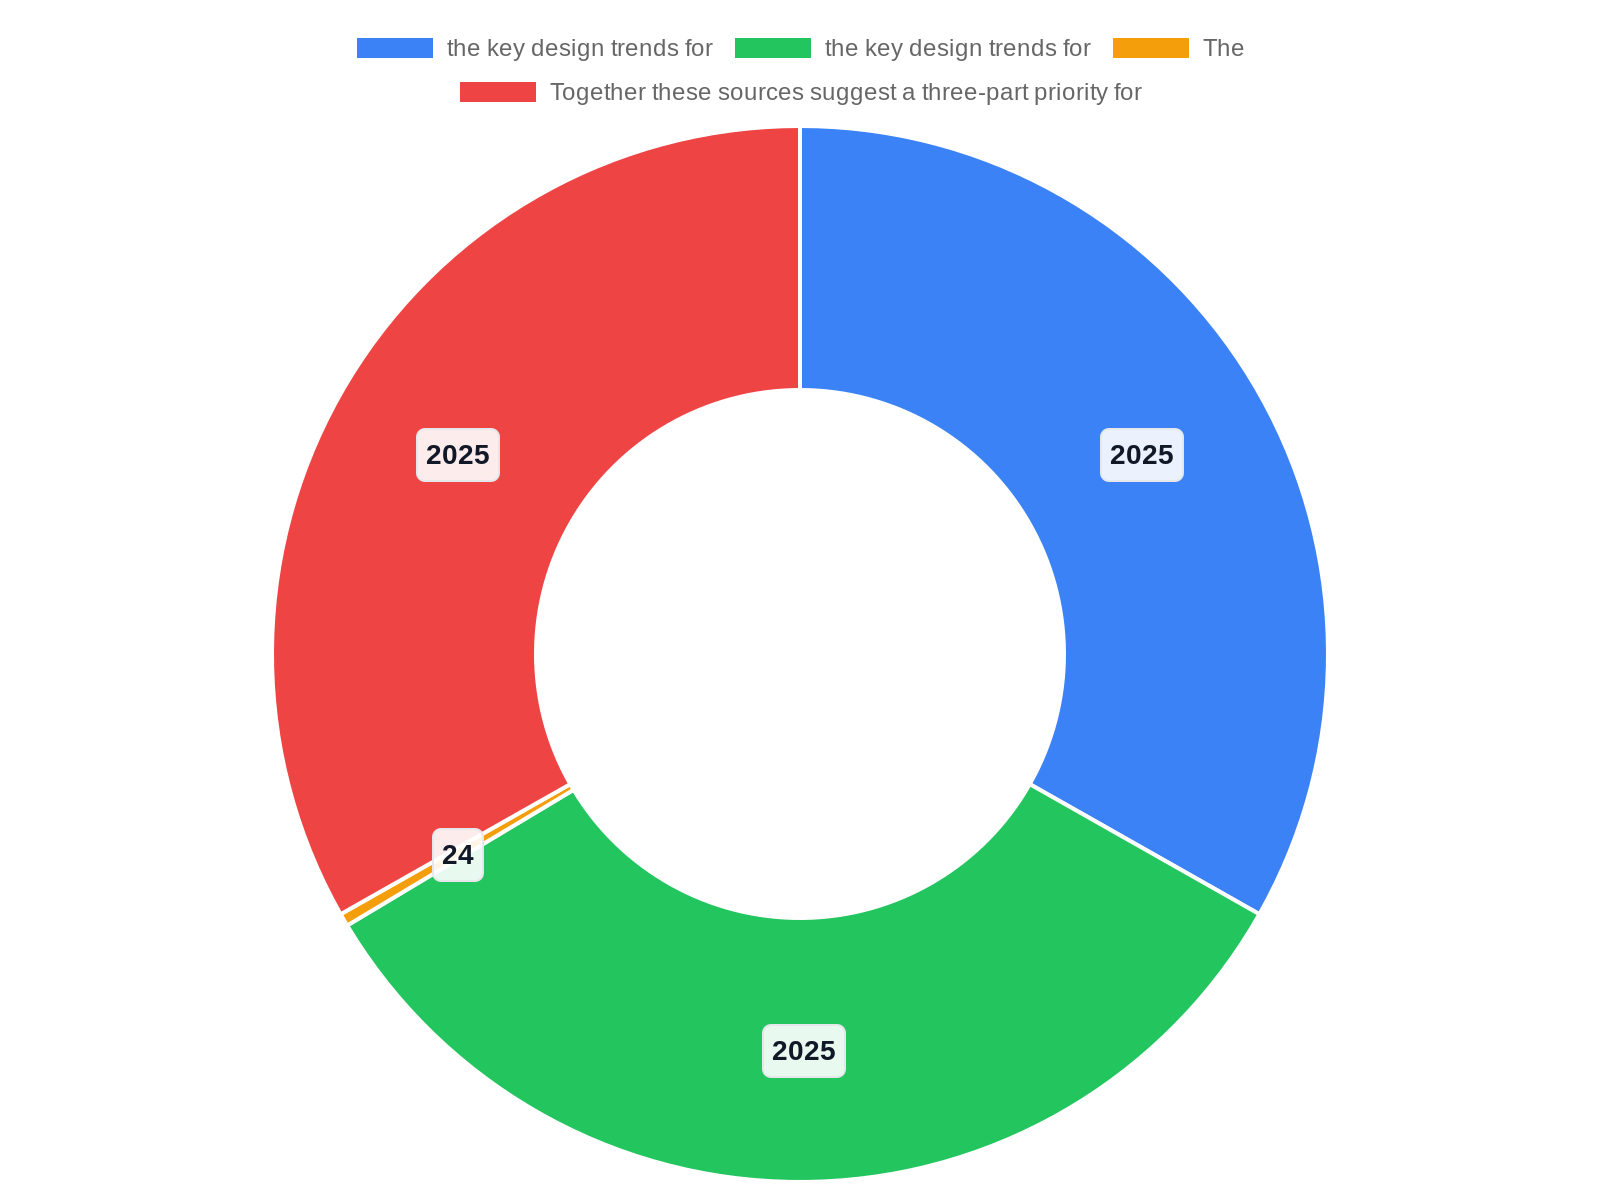 the key design trends for the key design trends for The
Together these sources suggest a three-part priority for
2025 2025
24
2025